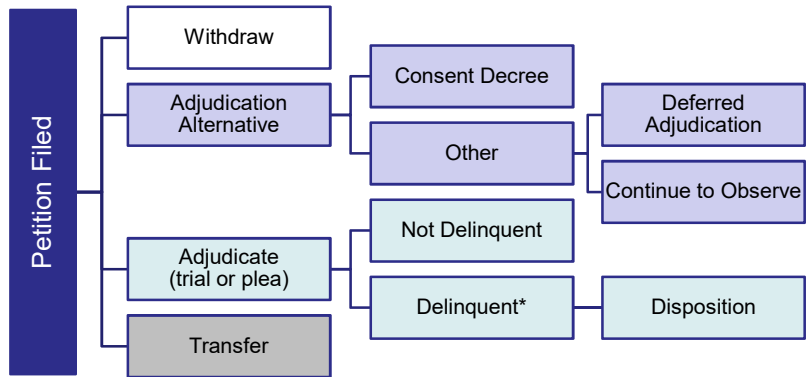 Petition Filed
Withdraw
Adjudication
Alternative
Consent Decree
Other
Deferred
Adjudication
Continue to Observe
Adjudicate
(trial or plea)
Not Delinquent
Delinquent*
Disposition
Transfer